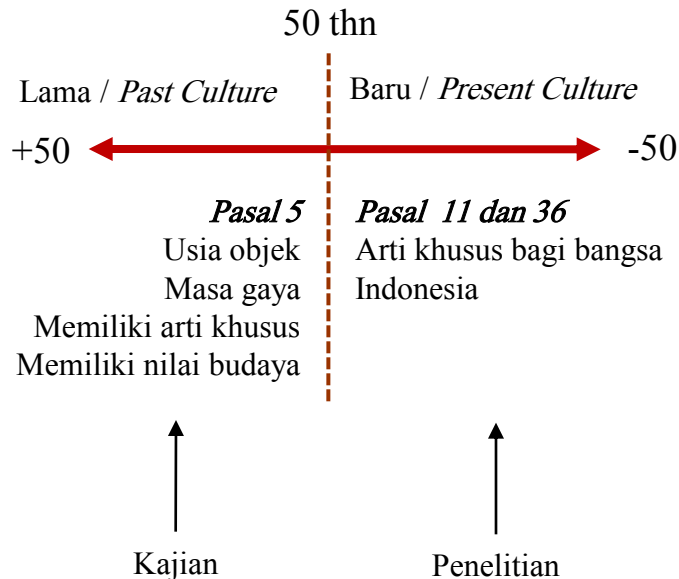 50 thn
Lama / Past Culture
Baru / Present Culture
+50
-50
Pasal 5
Usia objek
Masa gaya
Memiliki arti khusus
Memiliki nilai budaya
Pasal 11 dan 36
Arti khusus bagi bangsa
Indonesia
Kajian
Penelitian